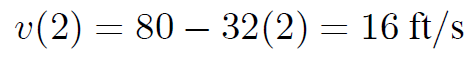 v(2) = 80 − 32(2) = 16 ft/s